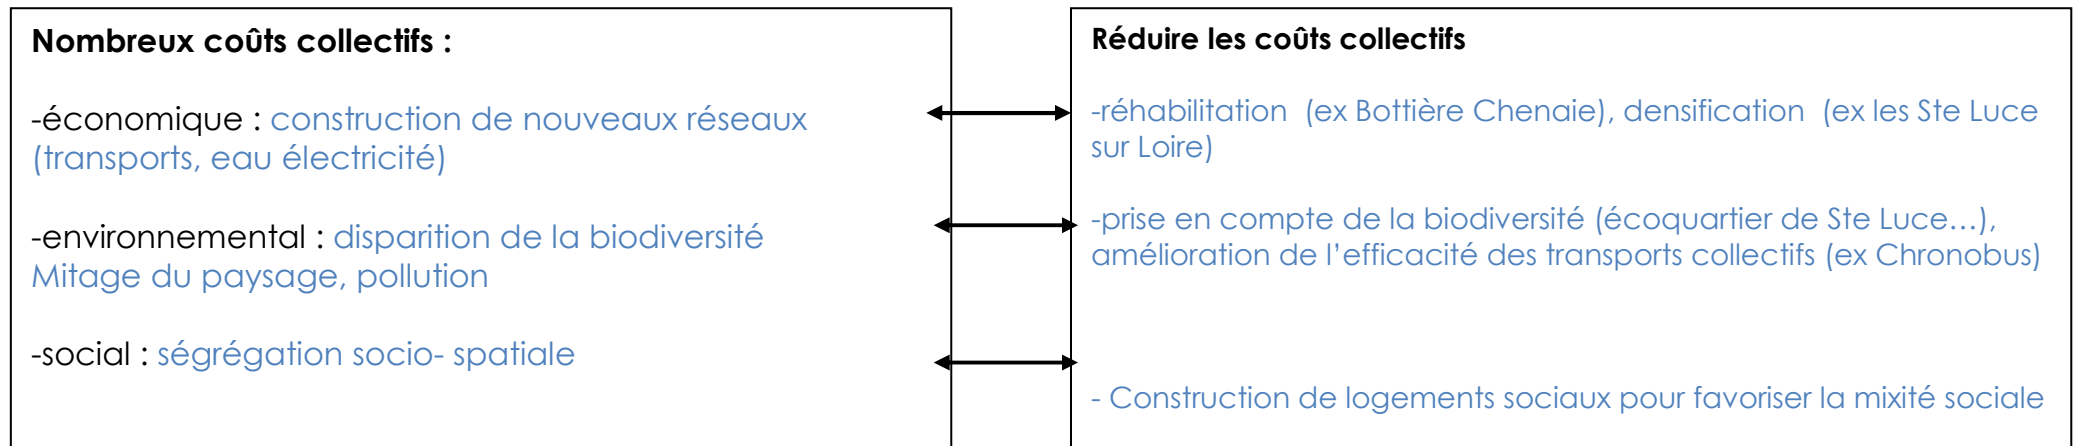 Nombreux coûts collectifs :
-économique : construction de nouveaux réseaux
(transports, eau électricité)
-environnemental : disparition de la biodiversité
Mitage du paysage, pollution
-social : ségrégation socio- spatiale
Réduire les coûts collectifs
-réhabilitation  (ex Bottière Chenaie), densification  (ex les Ste Luce
sur Loire)
-prise en compte de la biodiversité (écoquartier de Ste Luce…),
amélioration de l’efficacité des transports collectifs (ex Chronobus)
- Construction de logements sociaux pour favoriser la mixité sociale